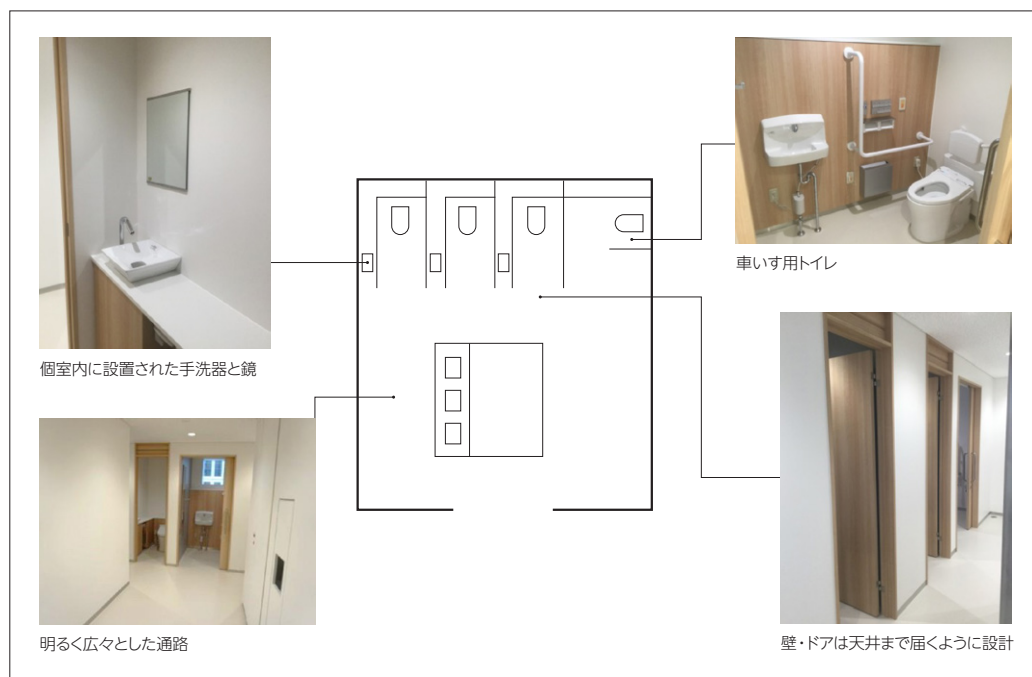 個室内に設置された手洗器と鏡
車いす用トイレ
明るく広々とした通路
壁・ドアは天井まで届くように設計